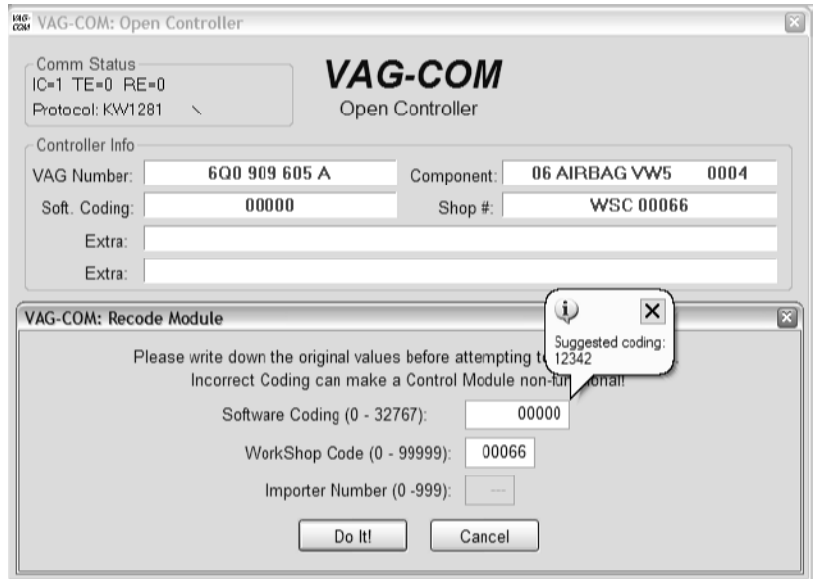 VAG-COM: Open Controller
Comm Status
IC=1 TE=0 RE=0
Protocol: KW1281 \
VAG-COM
Open Controller
Controller Info
VAG Number: 6Q0 909 605 A Component: 06 AIRBAG VW5 0004
Soft. Coding: 00000 Shop #: WSC 00066
Extra:
Extra:
VAG-COM: Recode Module
Suggested coding:
12342
Please write down the original values before attempting
Incorrect Coding can make a Control Module
Software Coding (0 - 32767): 00000
WorkShop Code (0 - 99999): 00066
Importer Number (0 -999): ---
Do It! Cancel